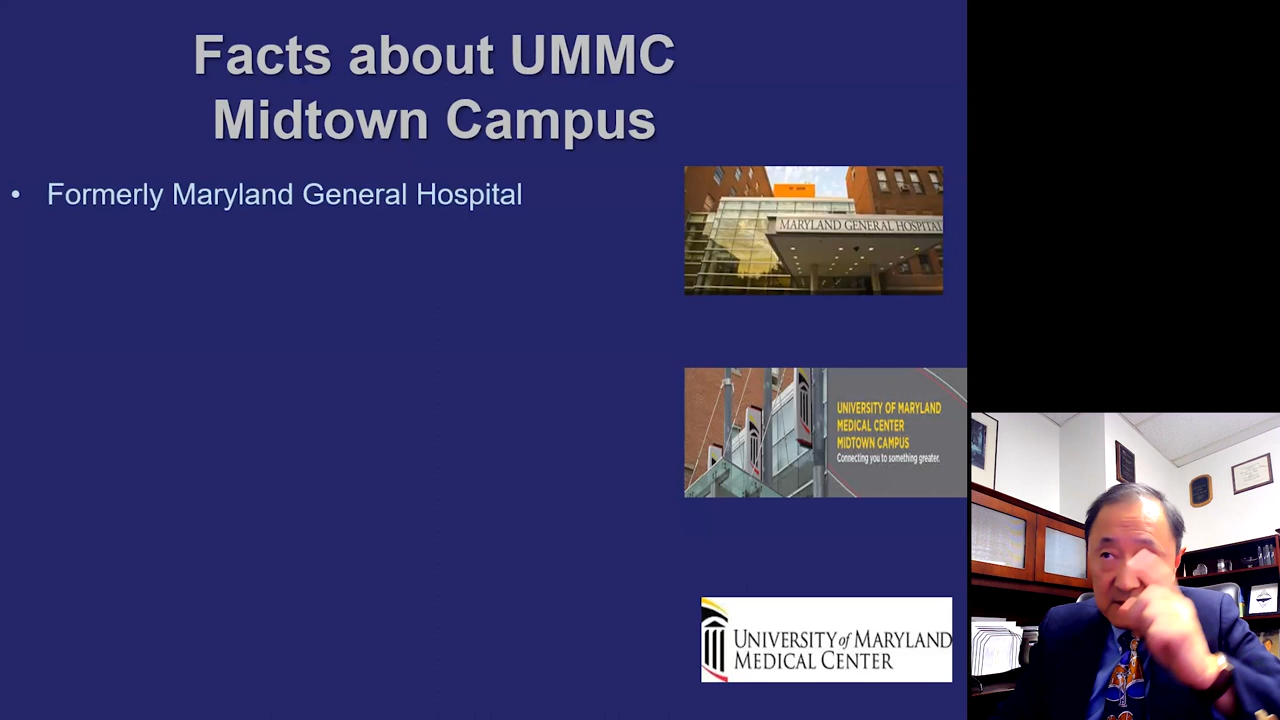 Facts about UMMC
Midtown Campus
• Formerly Maryland General Hospital
MARYLAND GENERAL HOSPITAL
UNIVERSITY OF MARYLAND
MEDICAL CENTER
MIDTOWN CAMPUS
Connecting you to something greater.
UNIVERSITY of MARYLAND
MEDICAL CENTER